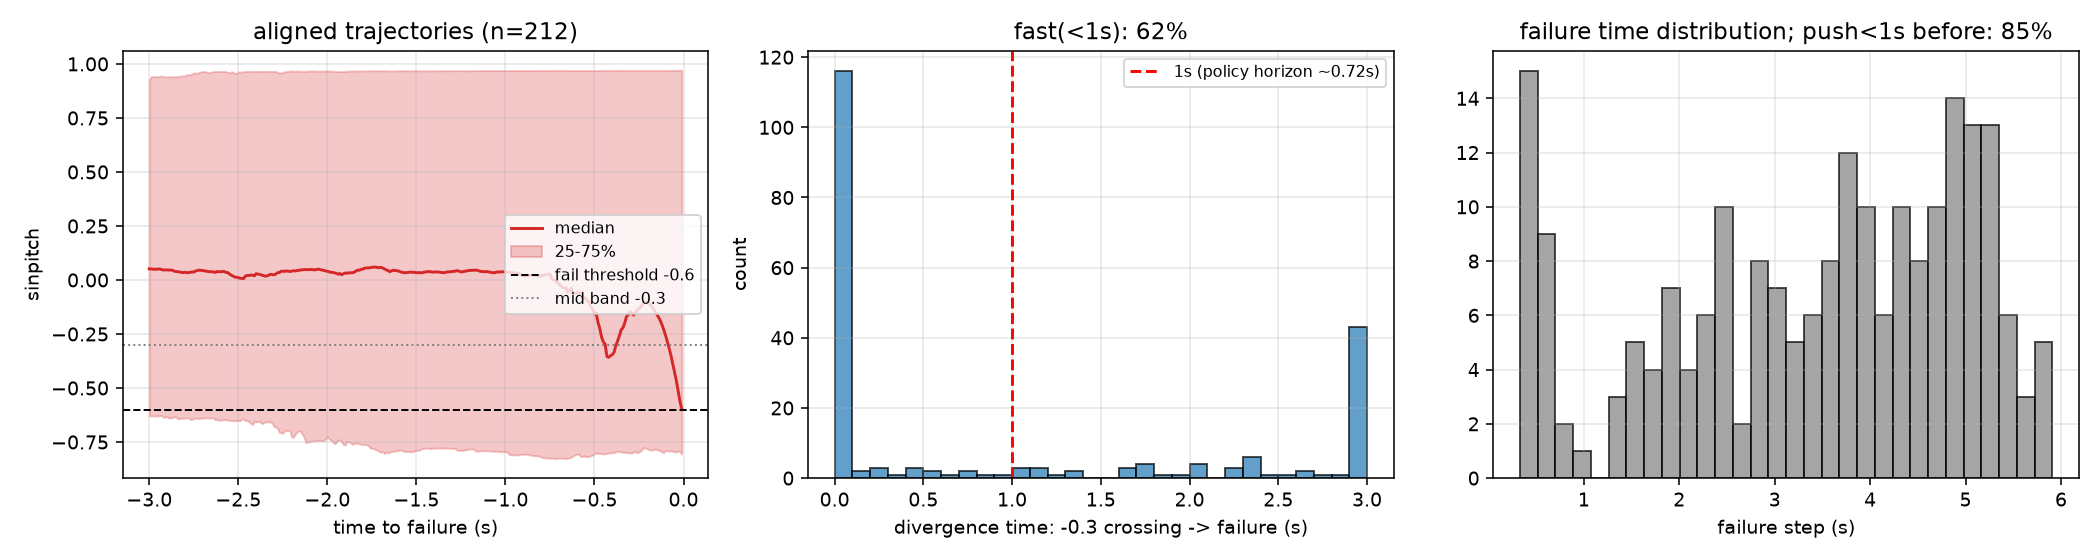 aligned trajectories (n=212)
1.00
0.75
0.50
0.25
0.00
−0.25
−0.50
−0.75
sinpitch
median
25-75%
fail threshold -0.6
mid band -0.3
−3.0 −2.5 −2.0 −1.5 −1.0 −0.5 0.0
time to failure (s)
fast(<1s): 62%
120
100
80
60
40
20
0
count
1s (policy horizon ~0.72s)
0.0 0.5 1.0 1.5 2.0 2.5 3.0
divergence time: -0.3 crossing -> failure (s)
failure time distribution; push<1s before: 85%
14
12
10
8
6
4
2
0
1 2 3 4 5 6
failure step (s)